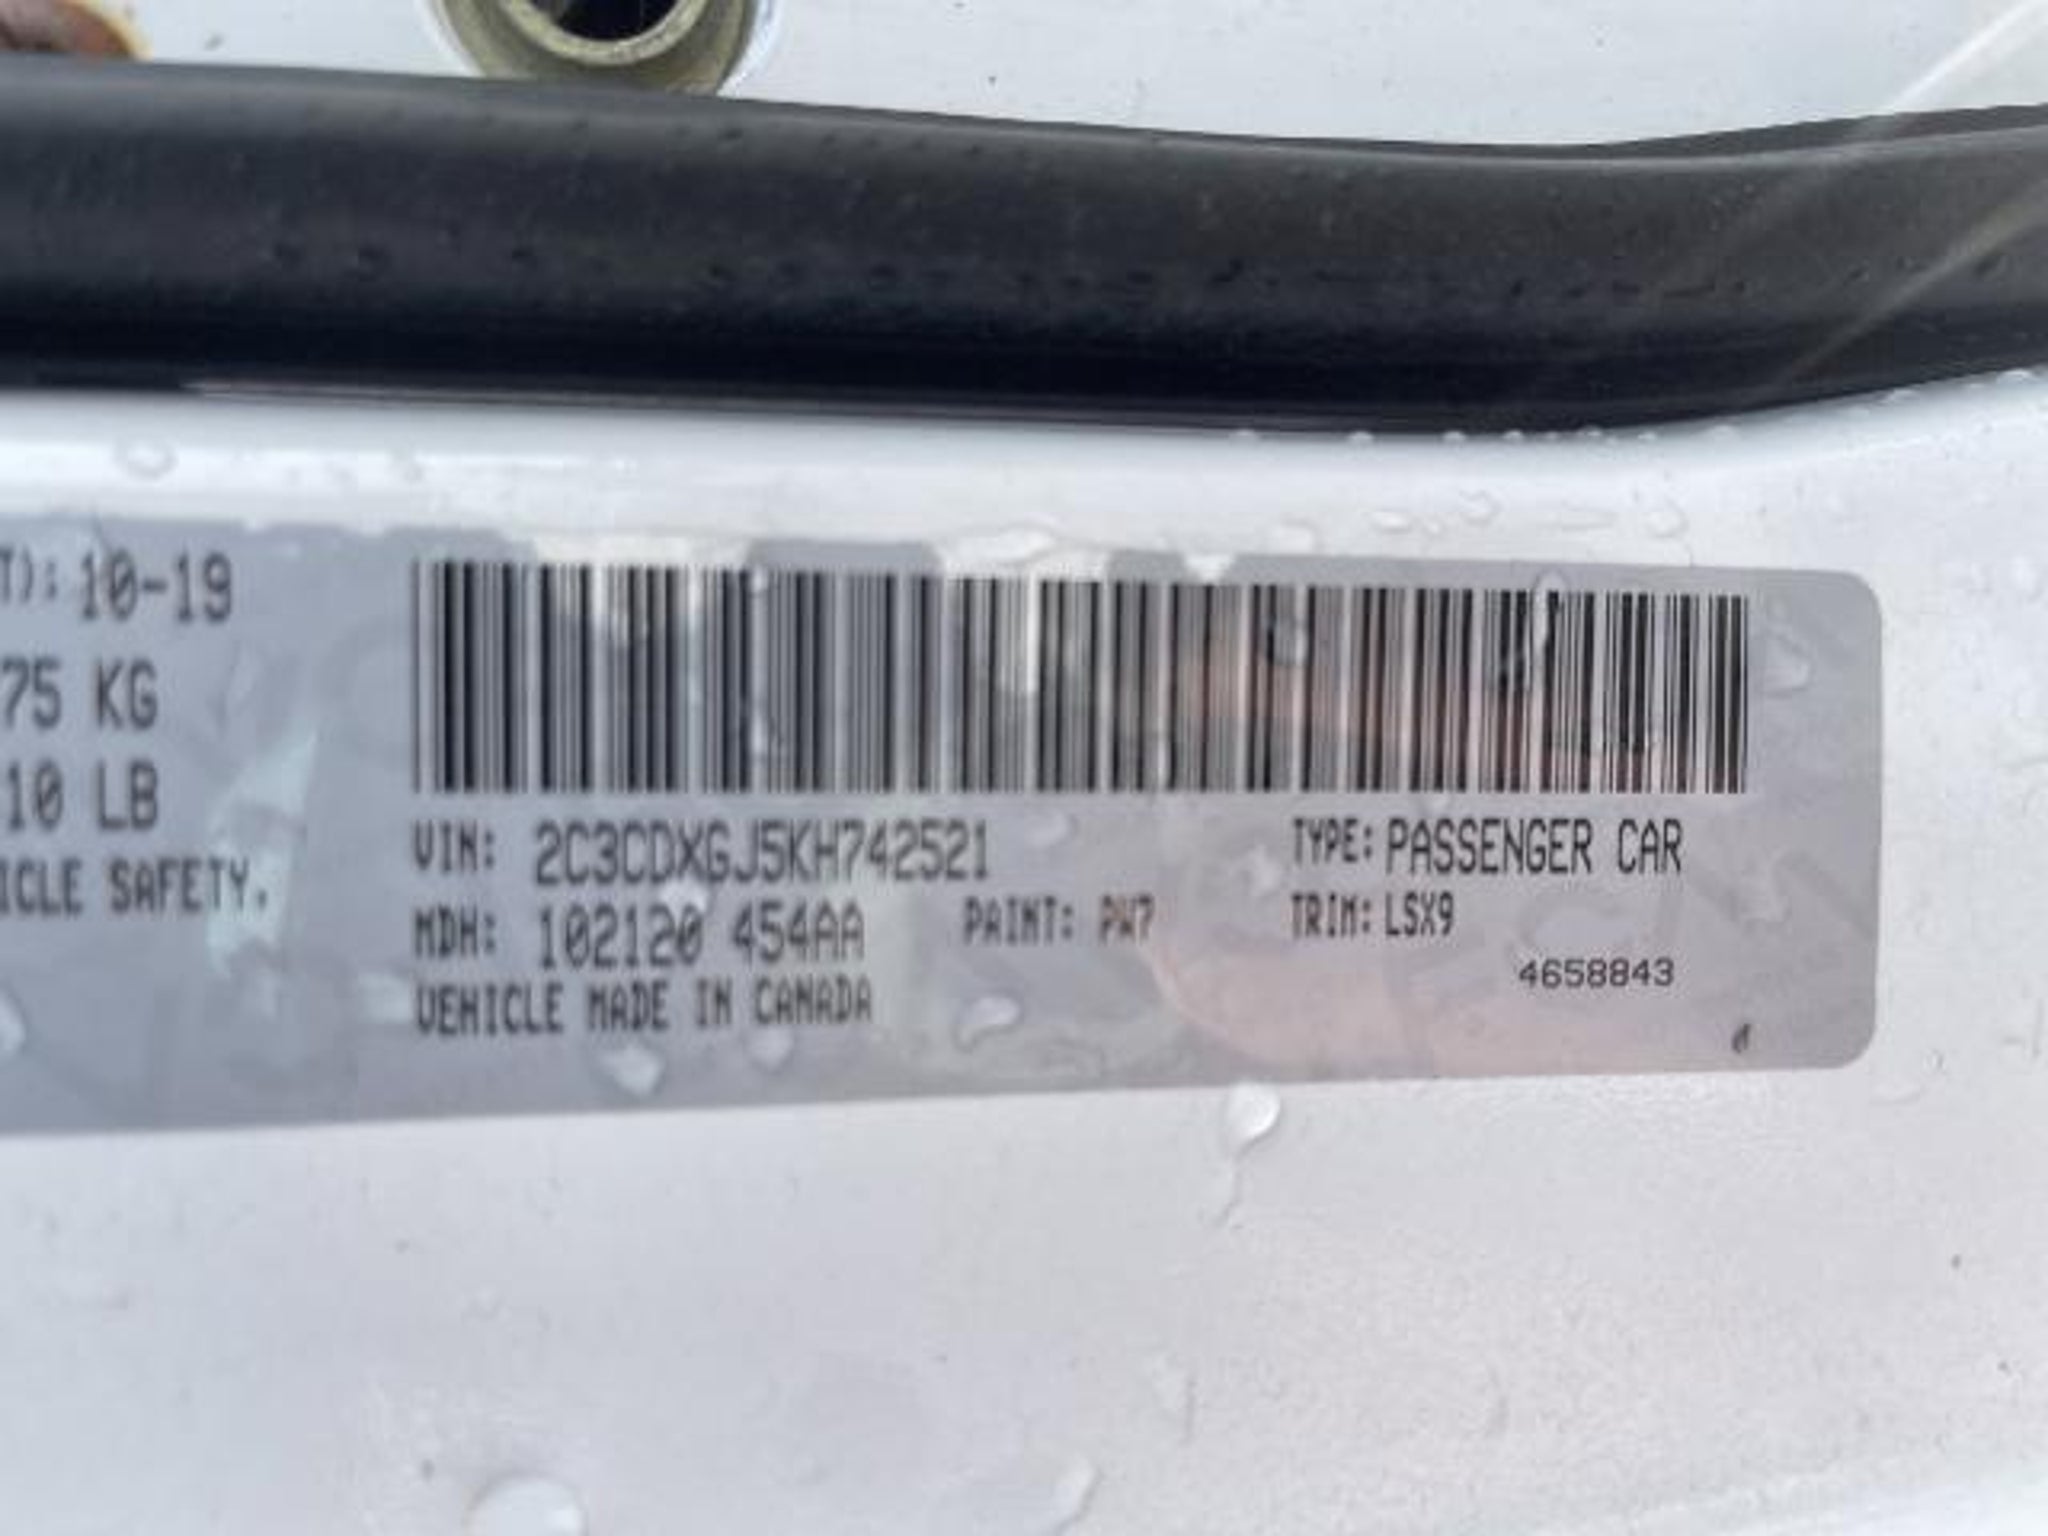 T): 10-19
75 KG
10 LB
ICLE SAFETY.
VIN: 2C3CDXGJ5KH742521
TYPE: PASSENGER CAR
MDH: 102120 454AA
PAINT: PW7
TRIM: LSX9
VEHICLE MADE IN CANADA
4658843